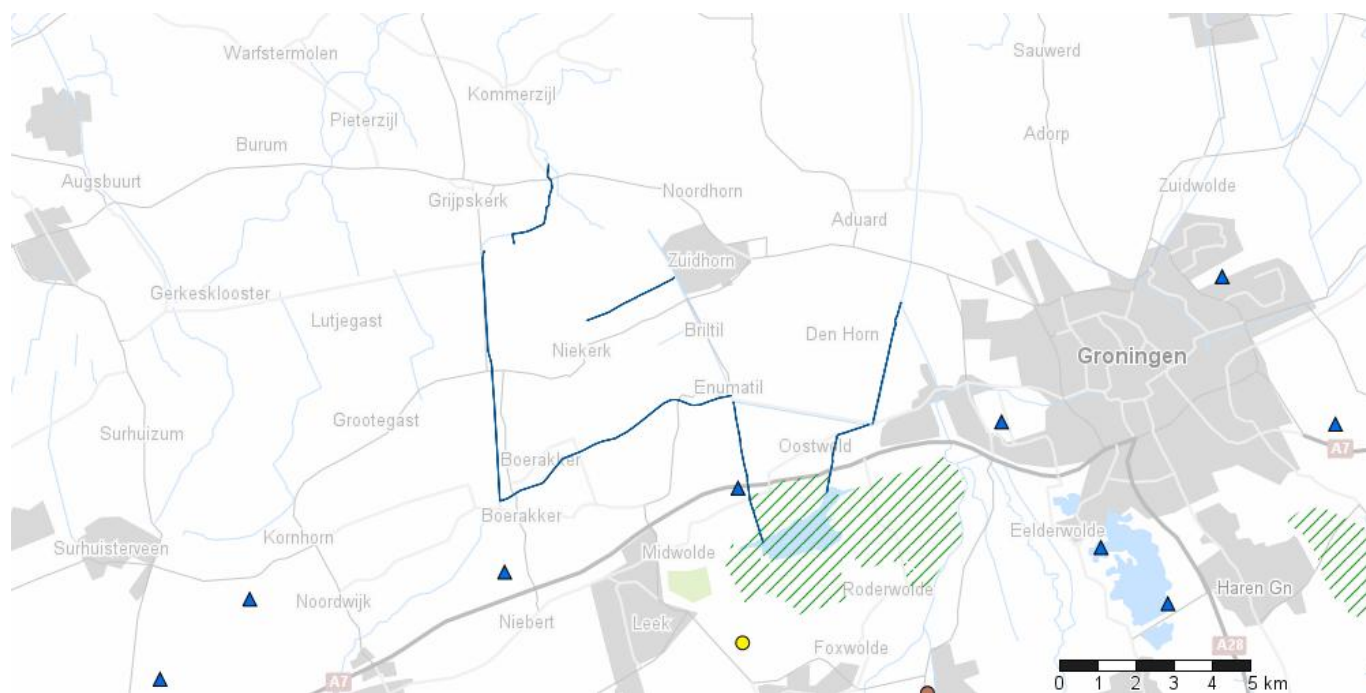 Warfstermolen
Sauwerd
Kommerzijl
Pieterzijl
Adorp
Burum
Augsbuurt
Zuidwolde
Noordhorn
Grijpskerk
Aduard
Zuidhorn
Gerkesklooster
Lutjegast
Briltil
Den Horn
Niekerk
Groningen
Enumatil
Grootegast
Surhuizum
Oostwold
A7
Boerakker
Boerakker
Kornhorn
Eelderwolde
Surhuisterveen
Midwolde
Roderwolde
Haren Gn
Noordwijk
Niebert
Leek
Foxwolde
A28
A7
0 1 2 3 4 5 km